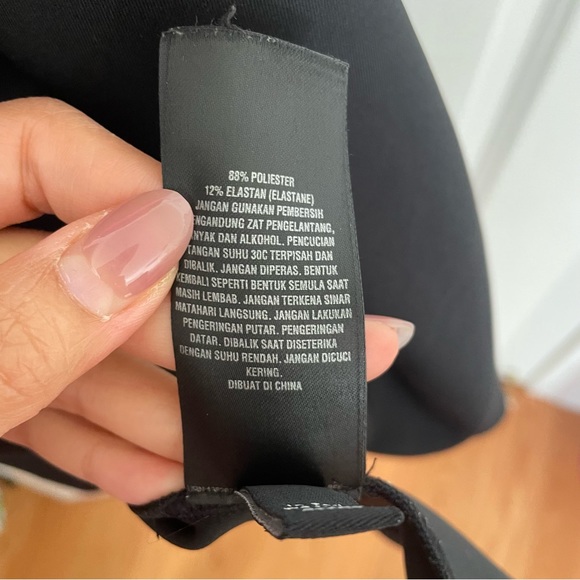 88% POLIESTER
12% ELASTAN (ELASTANE)
JANGAN GUNAKAN PEMBERSIH
NGANDUNG ZAT PENGELANTANG,
NYAK DAN ALKOHOL. PENCUCIAN
TANGAN SUHU 30C TERPISAH DAN
DIBALIK. JANGAN DIPERAS. BENTUK
KEMBALI SEPERTI BENTUK SEMULA SAAT
MASIH LEMBAB. JANGAN TERKENA SINAR
MATAHARI LANGSUNG. JANGAN LAKUKAN
PENGERINGAN PUTAR. PENGERINGAN
DATAR. DIBALIK SAAT DISETERIKA
DENGAN SUHU RENDAH. JANGAN DICUCI
KERING.
DIBUAT DI CHINA